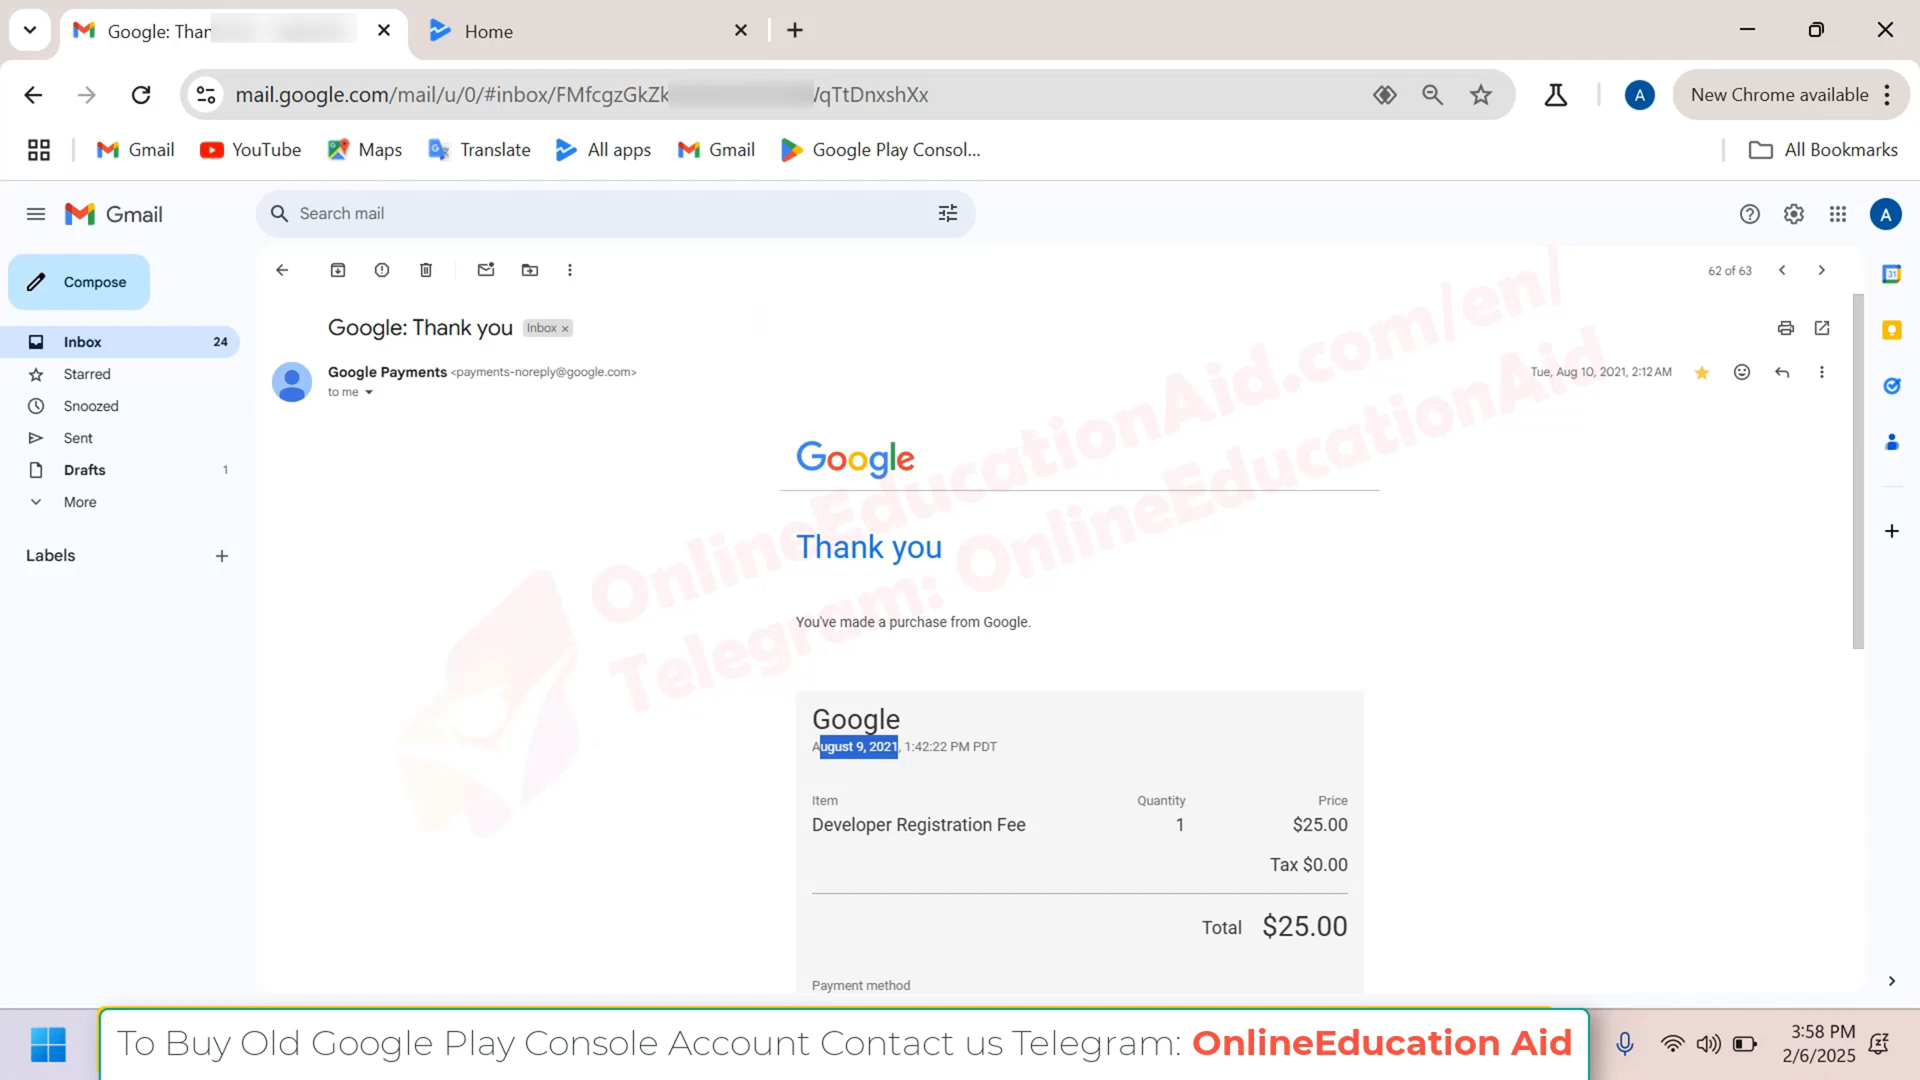 Google: Than
Home
mail.google.com/mail/u/0/#inbox/FMfcgzGkZk
/qTtDnxshXx
A
New Chrome available
Gmail
YouTube
Maps
Translate
All apps
Gmail
Google Play Consol...
All Bookmarks
Gmail
Search mail
A
Compose
62 of 63
31
Google: Thank you
Inbox x
Inbox 24
Google Payments <payments-noreply@google.com>
Tue, Aug 10, 2021, 2:12 AM
to me
Starred
Snoozed
Sent
Drafts 1
More
Labels
Google
OnlineEducationAid.com/en/
Telegram: OnlineEducationAid
Thank you
You've made a purchase from Google.
Google
August 9, 2021, 1:42:22 PM PDT
Item Quantity Price
Developer Registration Fee 1 $25.00
Tax $0.00
Total $25.00
Payment method
To Buy Old Google Play Console Account Contact us Telegram: OnlineEducation Aid
3:58 PM
2/6/2025